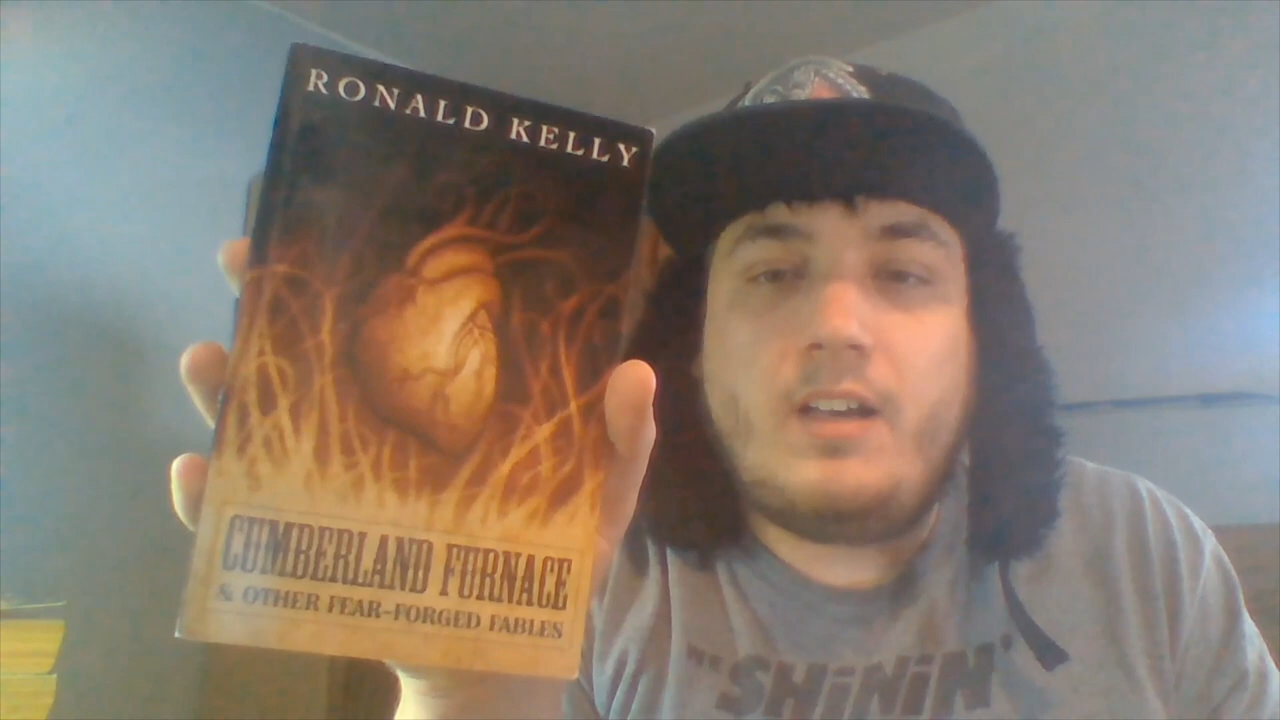 RONALD KELLY
CUMBERLAND FURNACE
& OTHER FEAR-FORGED FABLES
"SHiNiN"